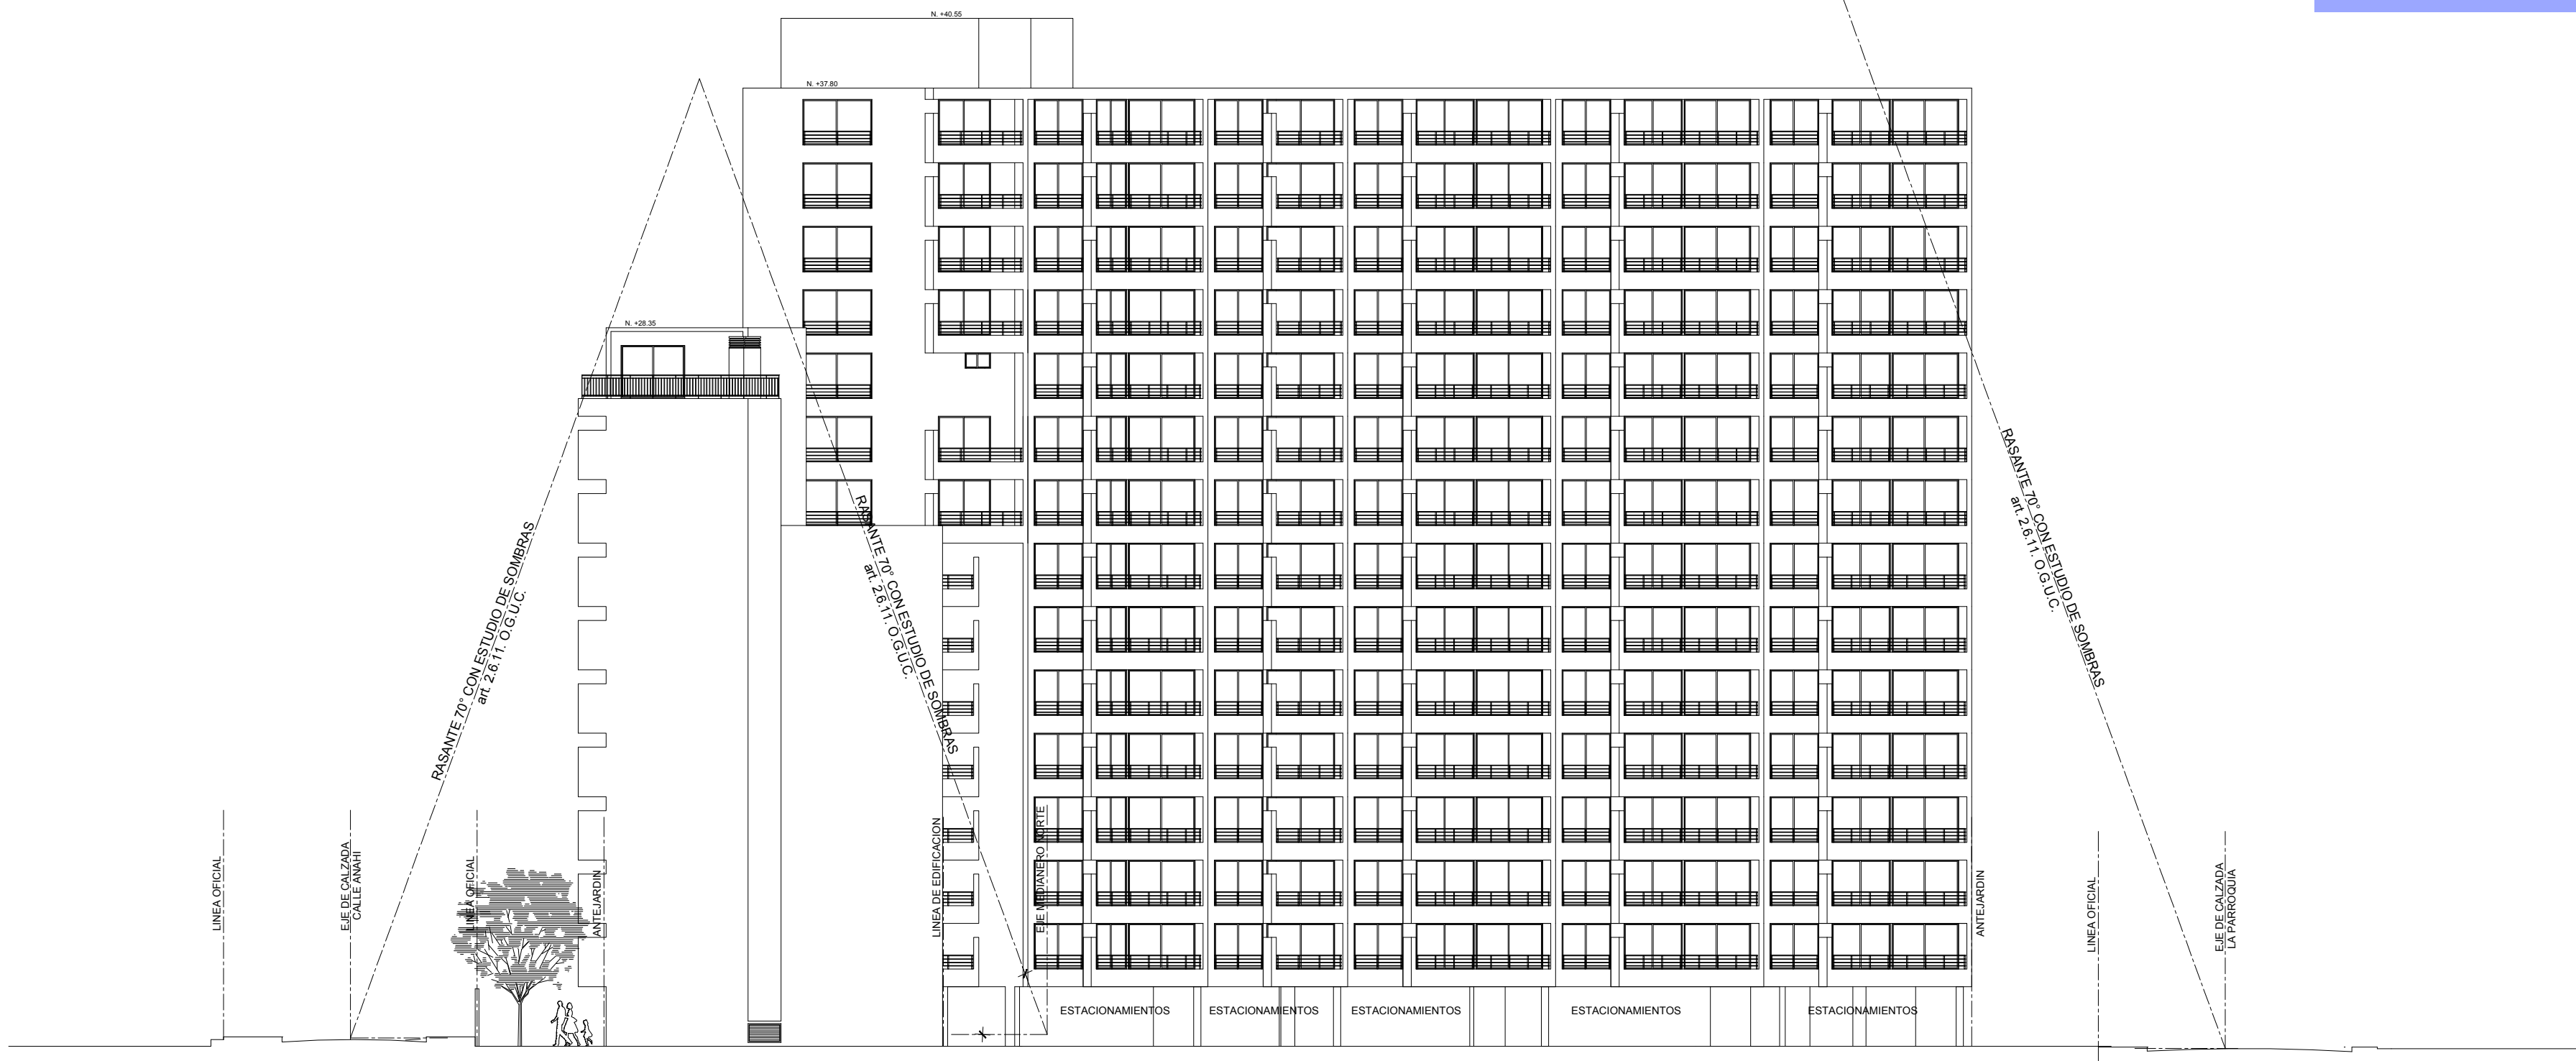 N. +40.55
N. +37.80
N. +28.35
RASANTE 70° CON ESTUDIO DE SOMBRAS
art. 2.6.11. O.G.U.C.
RASANTE 70° CON ESTUDIO DE SOMBRAS
art. 2.6.11. O.G.U.C.
RASANTE 70° CON ESTUDIO DE SOMBRAS
art. 2.6.11. O.G.U.C.
LINEA OFICIAL
EJE DE CALZADA
CALLE ANAHI
LINEA OFICIAL
ANTEJARDIN
LINEA DE EDIFICACION
EJE MEDIANERO NORTE
ANTEJARDIN
LINEA OFICIAL
EJE DE CALZADA
LA PARROQUIA
ESTACIONAMIENTOS
ESTACIONAMIENTOS
ESTACIONAMIENTOS
ESTACIONAMIENTOS
ESTACIONAMIENTOS